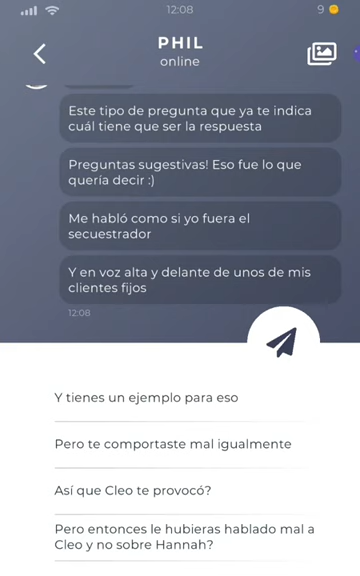 12:08
9
PHIL
online
Este tipo de pregunta que ya te indica
cuál tiene que ser la respuesta
Preguntas sugestivas! Eso fue lo que
quería decir :)
Me habló como si yo fuera el
secuestrador
Y en voz alta y delante de unos de mis
clientes fijos
12:08
Y tienes un ejemplo para eso
Pero te comportaste mal igualmente
Así que Cleo te provocó?
Pero entonces le hubieras hablado mal a
Cleo y no sobre Hannah?